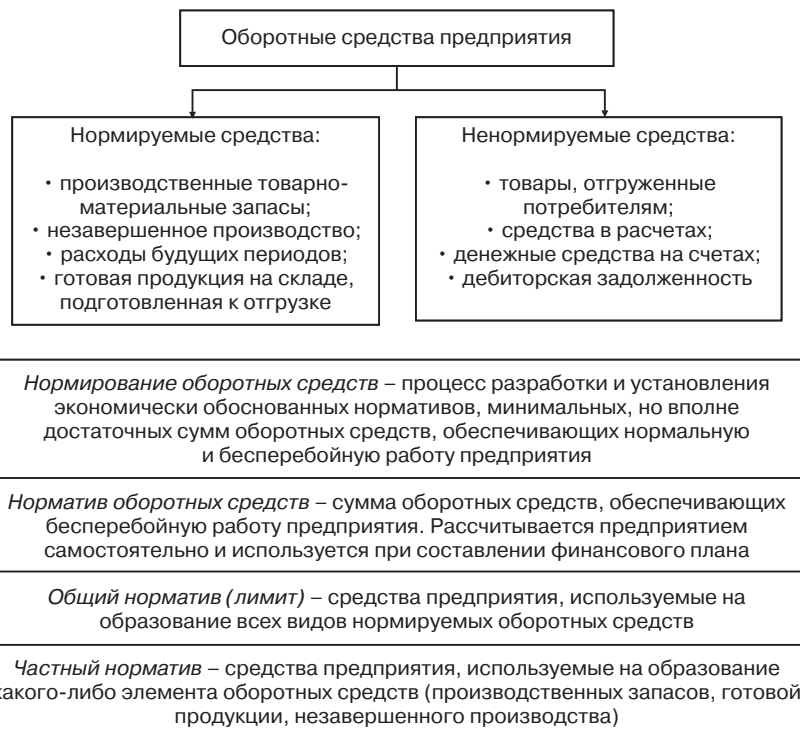 Оборотные средства предприятия
Нормируемые средства:
• производственные товарно-
материальные запасы;
• незавершенное производство;
• расходы будущих периодов;
• готовая продукция на складе,
подготовленная к отгрузке
Ненормируемые средства:
• товары, отгруженные
потребителям;
• средства в расчетах;
• денежные средства на счетах;
• дебиторская задолженность
Нормирование оборотных средств – процесс разработки и установления
экономически обоснованных нормативов, минимальных, но вполне
достаточных сумм оборотных средств, обеспечивающих нормальную
и бесперебойную работу предприятия
Норматив оборотных средств – сумма оборотных средств, обеспечивающих
бесперебойную работу предприятия. Рассчитывается предприятием
самостоятельно и используется при составлении финансового плана
Общий норматив (лимит) – средства предприятия, используемые на
образование всех видов нормируемых оборотных средств
Частный норматив – средства предприятия, используемые на образование
какого-либо элемента оборотных средств (производственных запасов, готовой
продукции, незавершенного производства)